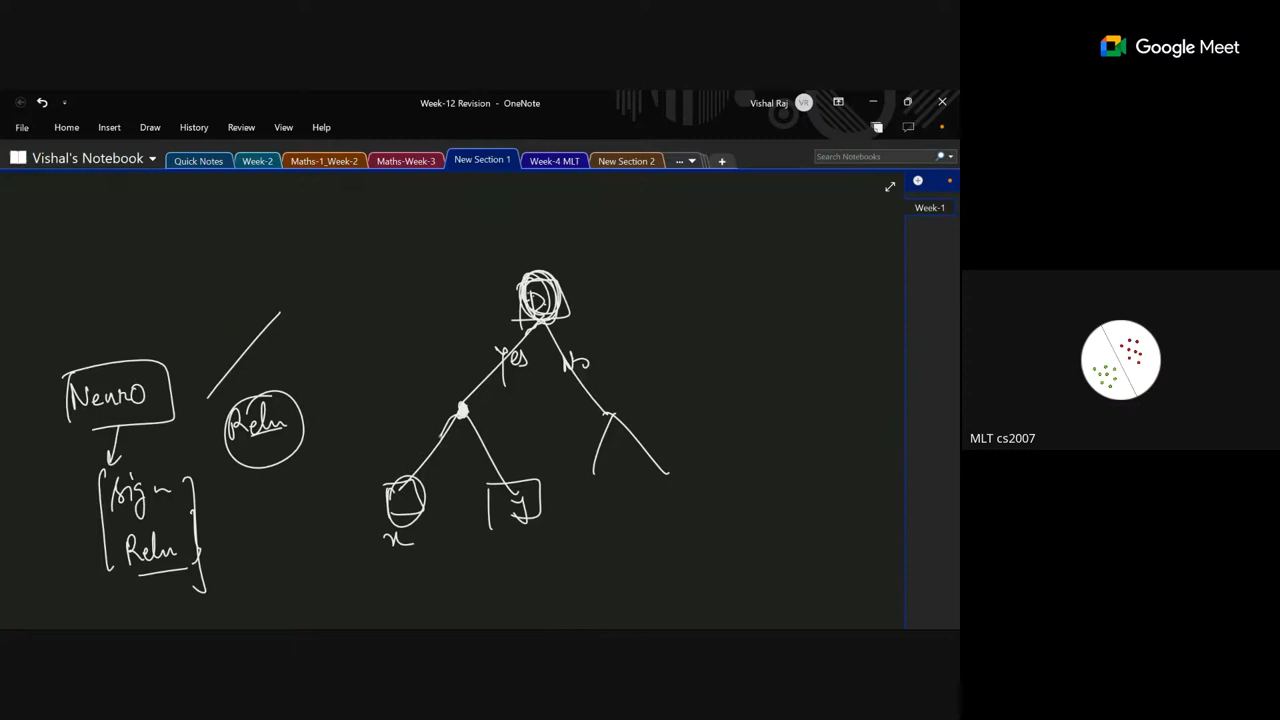 Google Meet
Week-12 Revision - OneNote
Vishal Raj
VR
File
Home
Insert
Draw
History
Review
View
Help
Vishal's Notebook
Quick Notes
Week-2
Maths-1_Week-2
Maths-Week-3
New Section 1
Week-4 MLT
New Section 2
...
Search Notebooks
Week-1
D
Yes
No
Neuro
Relu
Sign
Relu
x
y
MLT cs2007